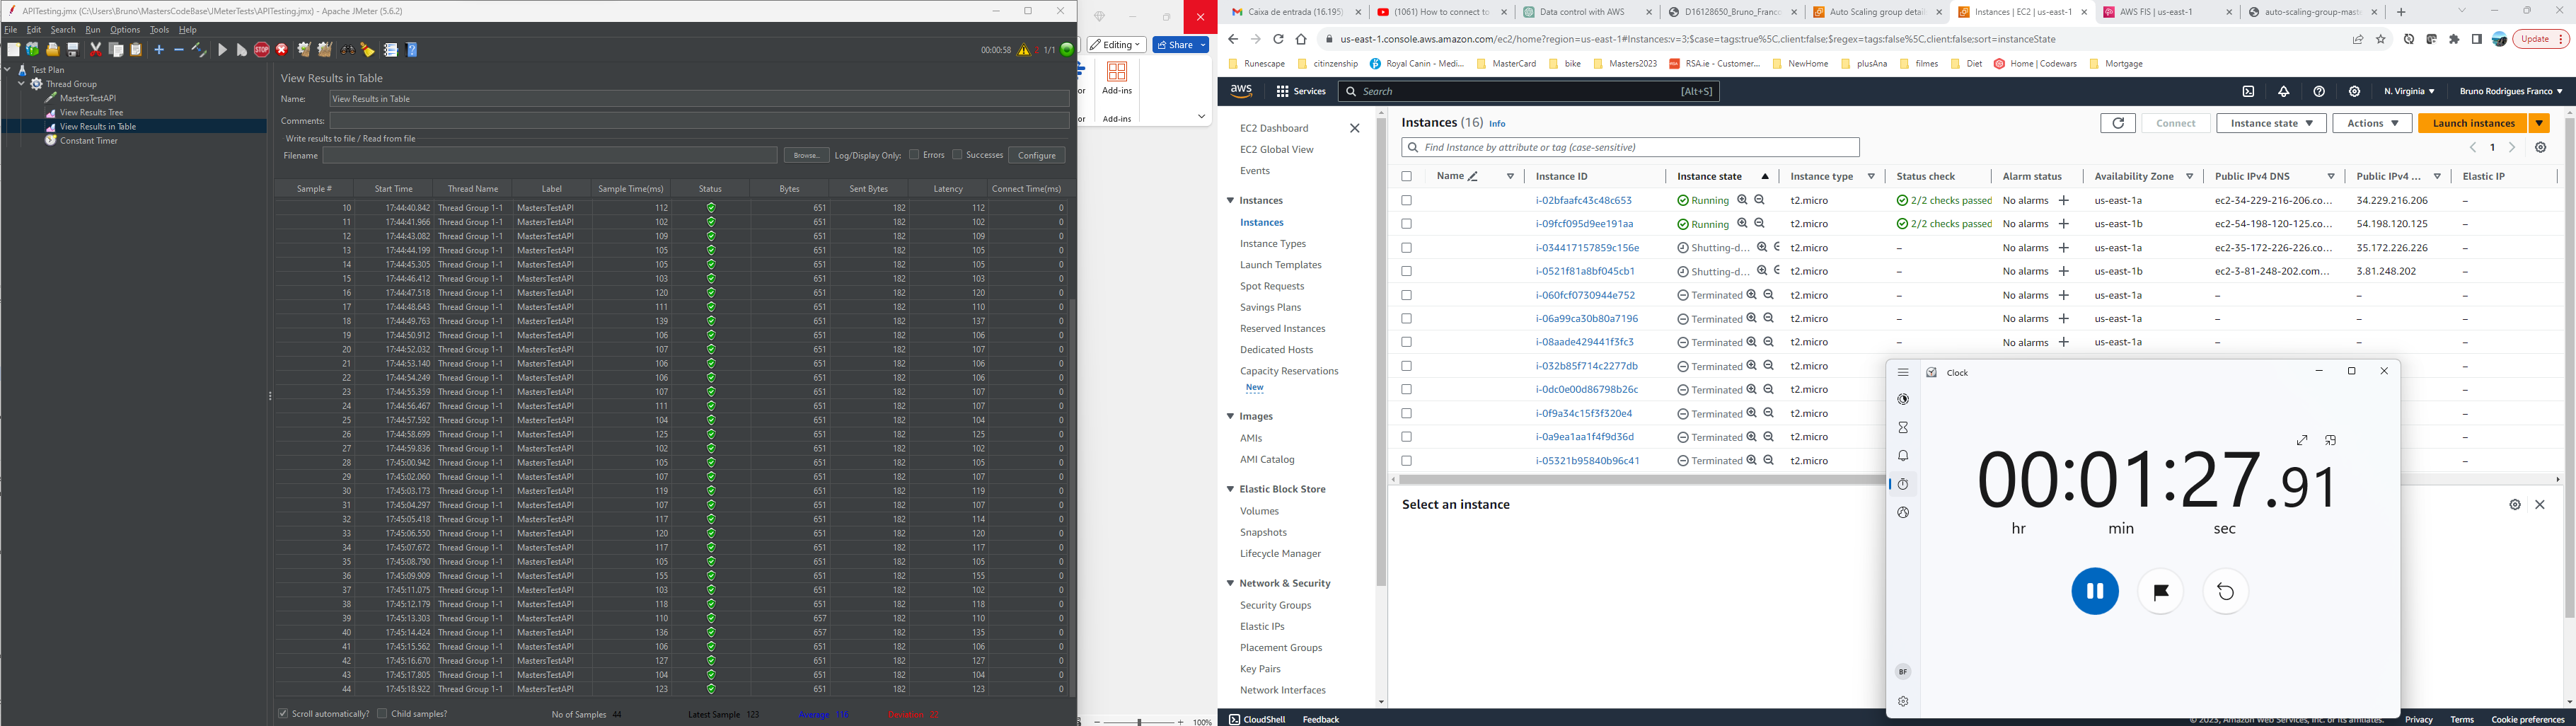 APITesting.jmx (C:\Users\Bruno\MastersCodeBase\JMeterTests\APITesting.jmx) - Apache JMeter (5.6.2)
File Edit Search Run Options Tools Help
00:00:58 1/1
Test Plan
Thread Group
MastersTestAPI
View Results Tree
View Results in Table
Constant Timer
View Results in Table
Name: View Results in Table
Comments:
Write results to file / Read from file
Filename Browse... Log/Display Only: Errors Successes Configure
Sample # Start Time Thread Name Label Sample Time(ms) Status Bytes Sent Bytes Latency Connect Time(ms)
10 17:44:40.842 Thread Group 1-1 MastersTestAPI 112 651 182 112 0
11 17:44:41.966 Thread Group 1-1 MastersTestAPI 102 651 182 102 0
12 17:44:43.082 Thread Group 1-1 MastersTestAPI 109 651 182 109 0
13 17:44:44.199 Thread Group 1-1 MastersTestAPI 105 651 182 105 0
14 17:44:45.305 Thread Group 1-1 MastersTestAPI 105 651 182 105 0
15 17:44:46.412 Thread Group 1-1 MastersTestAPI 103 651 182 103 0
16 17:44:47.518 Thread Group 1-1 MastersTestAPI 120 651 182 120 0
17 17:44:48.643 Thread Group 1-1 MastersTestAPI 111 651 182 110 0
18 17:44:49.763 Thread Group 1-1 MastersTestAPI 139 651 182 137 0
19 17:44:50.912 Thread Group 1-1 MastersTestAPI 106 651 182 106 0
20 17:44:52.032 Thread Group 1-1 MastersTestAPI 107 651 182 107 0
21 17:44:53.140 Thread Group 1-1 MastersTestAPI 106 651 182 106 0
22 17:44:54.249 Thread Group 1-1 MastersTestAPI 106 651 182 106 0
23 17:44:55.359 Thread Group 1-1 MastersTestAPI 107 651 182 107 0
24 17:44:56.467 Thread Group 1-1 MastersTestAPI 111 651 182 107 0
25 17:44:57.592 Thread Group 1-1 MastersTestAPI 104 651 182 104 0
26 17:44:58.699 Thread Group 1-1 MastersTestAPI 125 651 182 125 0
27 17:44:59.836 Thread Group 1-1 MastersTestAPI 102 651 182 102 0
28 17:45:00.942 Thread Group 1-1 MastersTestAPI 105 651 182 105 0
29 17:45:02.060 Thread Group 1-1 MastersTestAPI 107 651 182 107 0
30 17:45:03.173 Thread Group 1-1 MastersTestAPI 119 651 182 119 0
31 17:45:04.297 Thread Group 1-1 MastersTestAPI 107 651 182 107 0
32 17:45:05.418 Thread Group 1-1 MastersTestAPI 117 651 182 114 0
33 17:45:06.550 Thread Group 1-1 MastersTestAPI 120 651 182 120 0
34 17:45:07.672 Thread Group 1-1 MastersTestAPI 117 651 182 117 0
35 17:45:08.790 Thread Group 1-1 MastersTestAPI 105 651 182 105 0
36 17:45:09.909 Thread Group 1-1 MastersTestAPI 155 651 182 155 0
37 17:45:11.075 Thread Group 1-1 MastersTestAPI 103 651 182 102 0
38 17:45:12.179 Thread Group 1-1 MastersTestAPI 118 651 182 118 0
39 17:45:13.303 Thread Group 1-1 MastersTestAPI 110 657 182 110 0
40 17:45:14.424 Thread Group 1-1 MastersTestAPI 136 657 182 135 0
41 17:45:15.562 Thread Group 1-1 MastersTestAPI 106 651 182 106 0
42 17:45:16.670 Thread Group 1-1 MastersTestAPI 127 651 182 127 0
43 17:45:17.805 Thread Group 1-1 MastersTestAPI 104 651 182 104 0
44 17:45:18.922 Thread Group 1-1 MastersTestAPI 123 651 182 123 0
Scroll automatically? Child samples? No of Samples 44 Latest Sample 123 Average 116 Deviation 22
Editing Share
or Add-ins
or Add-ins
100%
Caixa de entrada (16.195) (1061) How to connect to Data control with AWS D16128650_Bruno_Franco Auto Scaling group detail Instances | EC2 | us-east-1 AWS FIS | us-east-1 auto-scaling-group-maste
us-east-1.console.aws.amazon.com/ec2/home?region=us-east-1#Instances:v=3;$case=tags:true%5C,client:false;$regex=tags:false%5C,client:false;sort=instanceState Update
Runescape citizenship Royal Canin - Medi... MasterCard bike Masters2023 RSA.ie - Customer... NewHome plusAna filmes Diet Home | Codewars Mortgage
aws Services Search [Alt+S] N. Virginia Bruno Rodrigues Franco
EC2 Dashboard
EC2 Global View
Events
Instances
Instances
Instance Types
Launch Templates
Spot Requests
Savings Plans
Reserved Instances
Dedicated Hosts
Capacity Reservations
New
Images
AMIs
AMI Catalog
Elastic Block Store
Volumes
Snapshots
Lifecycle Manager
Network & Security
Security Groups
Elastic IPs
Placement Groups
Key Pairs
Network Interfaces
Instances (16) Info Connect Instance state Actions Launch instances
Find Instance by attribute or tag (case-sensitive) 1
Name Instance ID Instance state Instance type Status check Alarm status Availability Zone Public IPv4 DNS Public IPv4 ... Elastic IP
i-02bfaafc43c48c653 Running t2.micro 2/2 checks passed No alarms us-east-1a ec2-34-229-216-206.co... 34.229.216.206 –
i-09fcf095d9ee191aa Running t2.micro 2/2 checks passed No alarms us-east-1b ec2-54-198-120-125.co... 54.198.120.125 –
i-034417157859c156e Shutting-d... t2.micro – No alarms us-east-1a ec2-35-172-226-226.co... 35.172.226.226 –
i-0521f81a8bf045cb1 Shutting-d... t2.micro – No alarms us-east-1b ec2-3-81-248-202.com... 3.81.248.202 –
i-060fcf0730944e752 Terminated t2.micro – No alarms us-east-1a – – –
i-06a99ca30b80a7196 Terminated t2.micro – No alarms us-east-1a – – –
i-08aade429441f3fc3 Terminated t2.micro – No alarms us-east-1a – – –
i-032b85f714c2277db Terminated t2.micro –
i-0dc0e00d86798b26c Terminated t2.micro –
i-0f9a34c15f3f320e4 Terminated t2.micro –
i-0a9ea1aa1f4f9d36d Terminated t2.micro –
i-05321b95840b96c41 Terminated t2.micro –
Select an instance
Clock
00:01:27.91
hr min sec
BF
CloudShell Feedback © 2023, Amazon Web Services, Inc. or its affiliates. Privacy Terms Cookie preferences